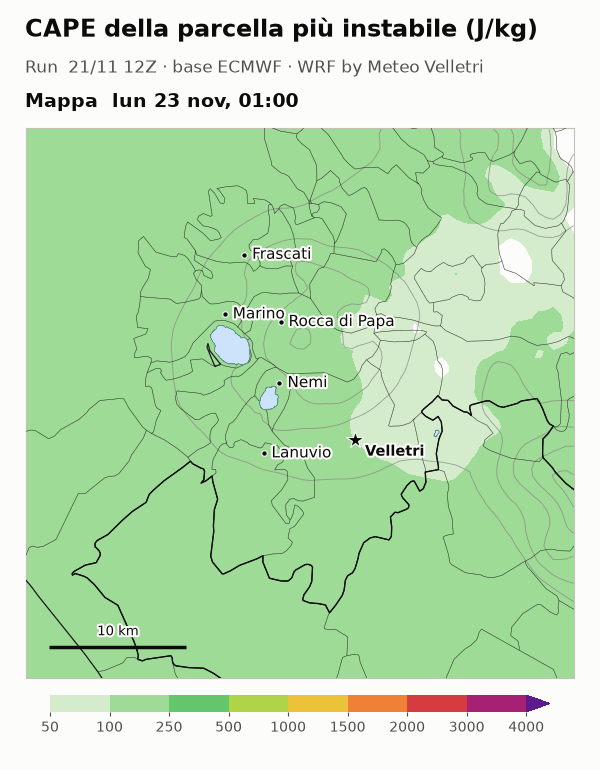 CAPE della parcella più instabile (J/kg)
Run  21/11 12Z · base ECMWF · WRF by Meteo Velletri
Mappa  lun 23 nov, 01:00
Frascati
Marino
Rocca di Papa
Nemi
Velletri
Lanuvio
10 km
50 100 250 500 1000 1500 2000 3000 4000